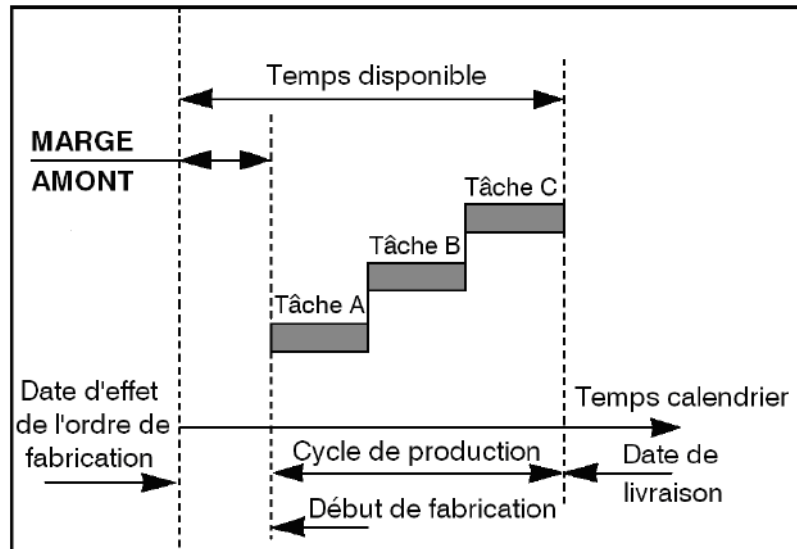 Temps disponible
MARGE
AMONT
Tâche C
Tâche B
Tâche A
Date d'effet
de l'ordre de
fabrication
Temps calendrier
Cycle de production
Date de
livraison
Début de fabrication